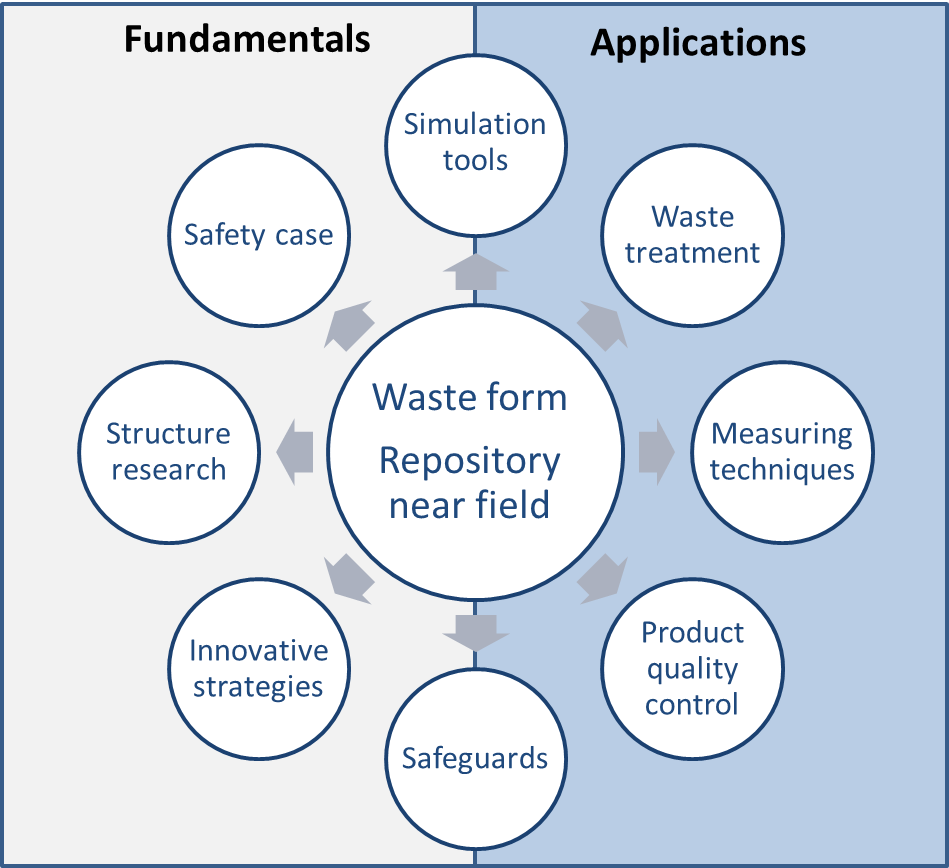 Fundamentals
Applications
Simulation
tools
Safety case
Waste
treatment
Structure
research
Waste form
Repository
near field
Measuring
techniques
Innovative
strategies
Product
quality
control
Safeguards